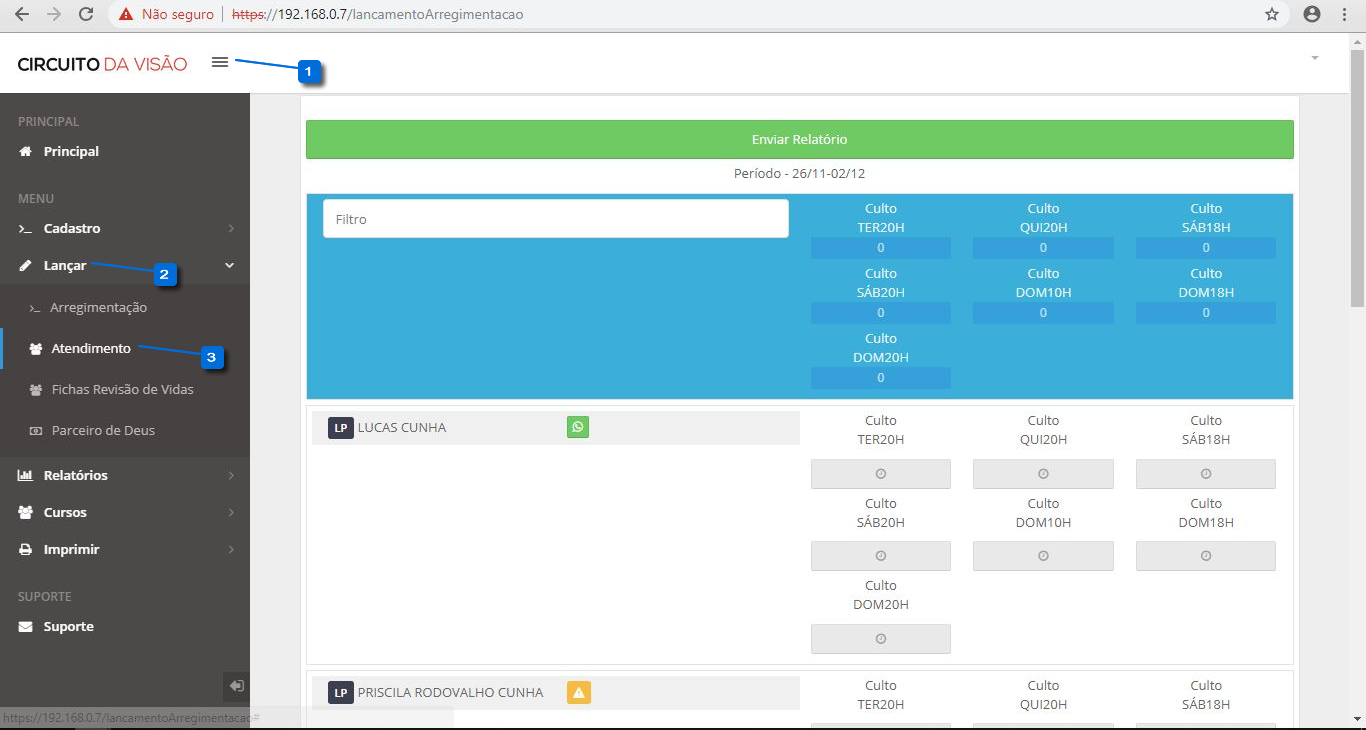 Não seguro | https://192.168.0.7/lancamentoArregimentacao
CIRCUITO DA VISÃO
1
PRINCIPAL
Principal
MENU
Cadastro
Lançar
2
Arregimentação
Atendimento
3
Fichas Revisão de Vidas
Parceiro de Deus
Relatórios
Cursos
Imprimir
SUPORTE
Suporte
https://192.168.0.7/lancamentoArregimentacao#
Enviar Relatório
Período - 26/11-02/12
Filtro
Culto Culto Culto
TER20H QUI20H SÁB18H
0 0 0
Culto Culto Culto
SÁB20H DOM10H DOM18H
0 0 0
Culto
DOM20H
0
LP LUCAS CUNHA
Culto Culto Culto
TER20H QUI20H SÁB18H
Culto Culto Culto
SÁB20H DOM10H DOM18H
Culto
DOM20H
LP PRISCILA RODOVALHO CUNHA
Culto Culto Culto
TER20H QUI20H SÁB18H